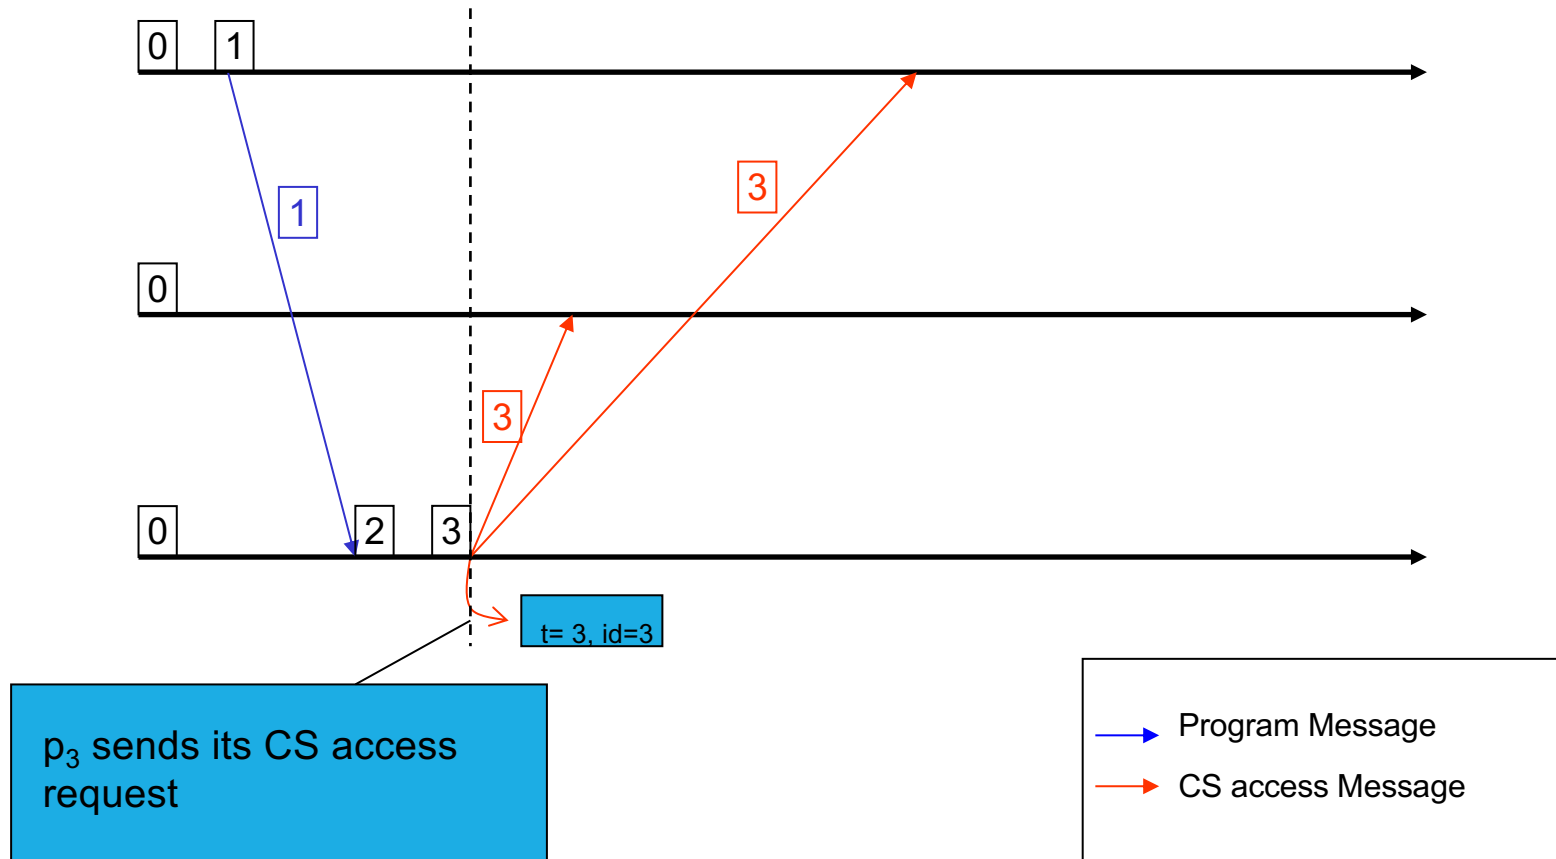 0 1
3
1
0
3
0 2 3
t= 3, id=3
p3 sends its CS access
request
Program Message
CS access Message